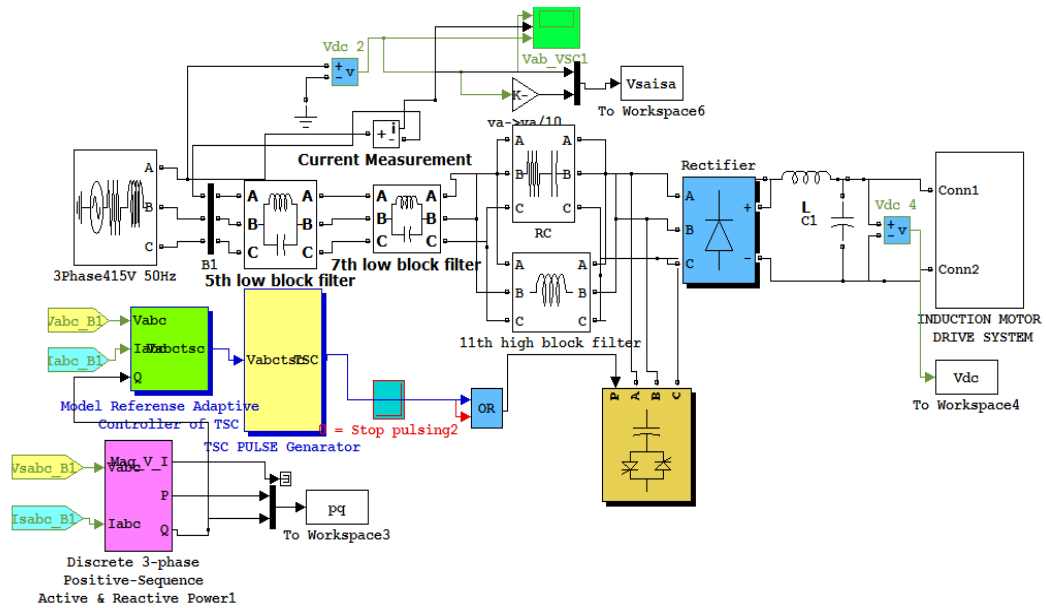 Vdc 2
+
-
v
Vab_VSC1
K-
va->va/10
Vsaisa
To Workspace6
+
i
-
Current Measurement
A
B
C
3Phase415V 50Hz
B1
A
B
C
A
B
C
5th low block filter
A
B
C
A
B
C
7th low block filter
A
B
C
A
B
C
RC
A
B
C
A
B
C
11th high block filter
Rectifier
A
B
C
+
-
L
C1
Vdc 4
+
-
v
Conn1
Conn2
INDUCTION MOTOR
DRIVE SYSTEM
Vdc
To Workspace4
Vabc_B1
Iabc_B1
Vabc
Iabc
Q
Vabctsc
Model Referense Adaptive
Controller of TSC
Vabctsc
TSC
TSC PULSE Genarator
0 = Stop pulsing2
OR
P
A
B
C
Vsabc_B1
Isabc_B1
Vabc
Iabc
Mag_V_I
P
Q
pq
To Workspace3
Discrete 3-phase
Positive-Sequence
Active & Reactive Power1